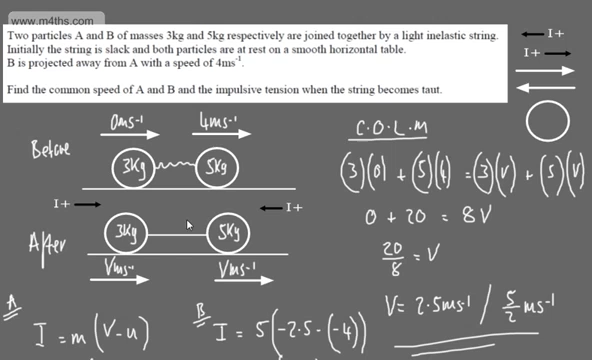 www.m4ths.com
Two particles A and B of masses 3kg and 5kg respectively are joined together by a light inelastic string.
Initially the string is slack and both particles are at rest on a smooth horizontal table.
B is projected away from A with a speed of 4ms⁻¹.
Find the common speed of A and B and the impulsive tension when the string becomes taut.
I+
I+
Before
0ms⁻¹ 4ms⁻¹
3kg 5kg
I+ I+
After
3kg 5kg
Vms⁻¹ Vms⁻¹
C.O.L.M
(3)(0) + (5)(4) = (3)(V) + (5)(V)
0 + 20 = 8V
20/8 = V
V = 2.5ms⁻¹ / 5/2 ms⁻¹
A
I = m(V-u)
B
I = 5(-2.5-(-4))